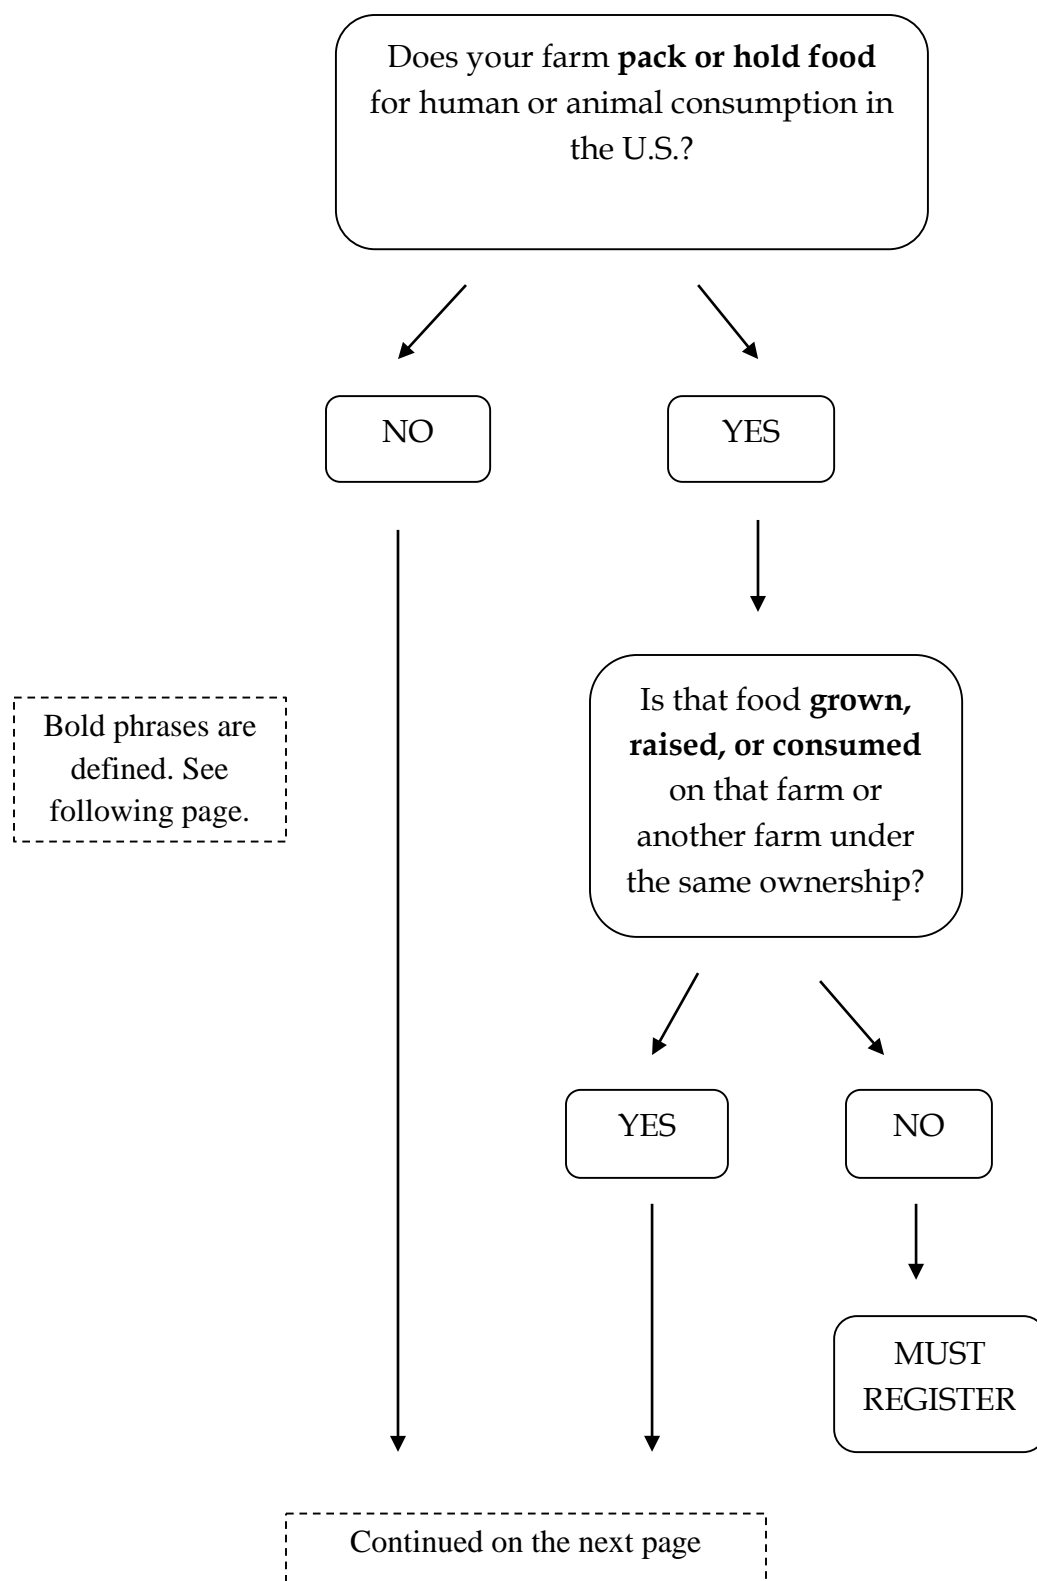 Does your farm pack or hold food
for human or animal consumption in
the U.S.?
NO
YES
Bold phrases are
defined. See
following page.
Is that food grown,
raised, or consumed
on that farm or
another farm under
the same ownership?
YES
NO
MUST
REGISTER
Continued on the next page